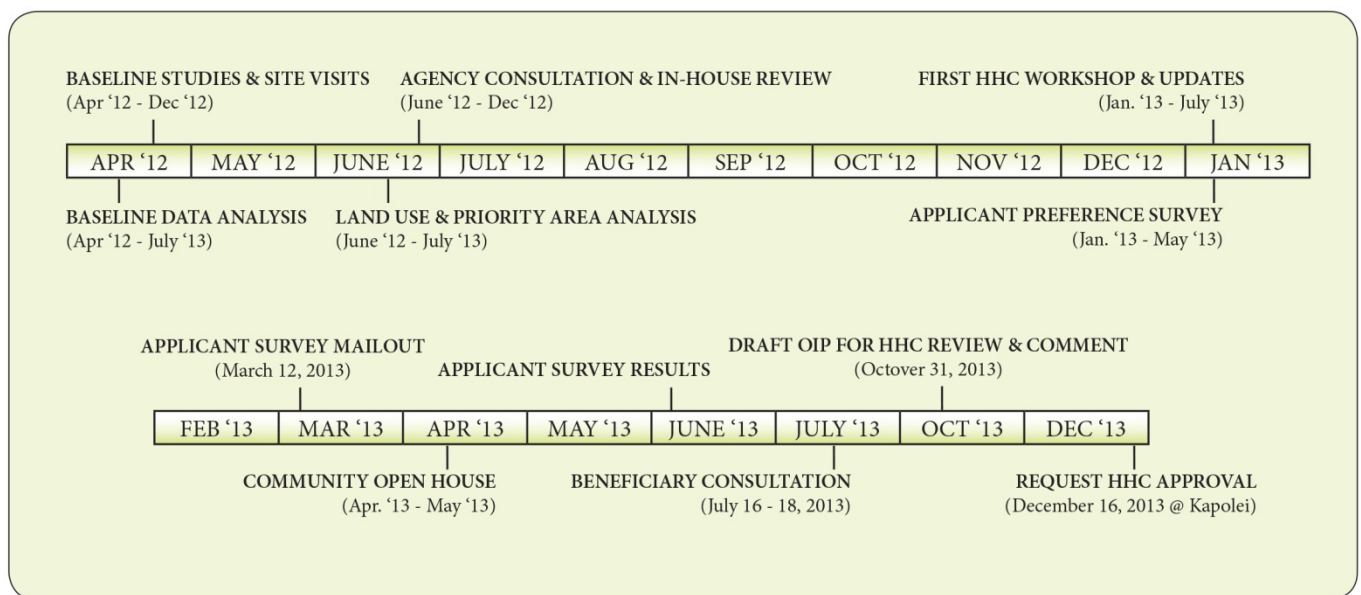 BASELINE STUDIES & SITE VISITS
(Apr ‘12 - Dec ‘12)
AGENCY CONSULTATION & IN-HOUSE REVIEW
(June ‘12 - Dec ‘12)
FIRST HHC WORKSHOP & UPDATES
(Jan. ‘13 - July ‘13)
APR ‘12 MAY ‘12 JUNE ‘12 JULY ‘12 AUG ‘12 SEP ‘12 OCT ‘12 NOV ‘12 DEC ‘12 JAN ‘13
BASELINE DATA ANALYSIS
(Apr ‘12 - July ‘13)
LAND USE & PRIORITY AREA ANALYSIS
(June ‘12 - July ‘13)
APPLICANT PREFERENCE SURVEY
(Jan. ‘13 - May ‘13)
APPLICANT SURVEY MAILOUT
(March 12, 2013)
APPLICANT SURVEY RESULTS
DRAFT OIP FOR HHC REVIEW & COMMENT
(Octover 31, 2013)
FEB ‘13 MAR ‘13 APR ‘13 MAY ‘13 JUNE ‘13 JULY ‘13 OCT ‘13 DEC ‘13
COMMUNITY OPEN HOUSE
(Apr. ‘13 - May ‘13)
BENEFICIARY CONSULTATION
(July 16 - 18, 2013)
REQUEST HHC APPROVAL
(December 16, 2013 @ Kapolei)